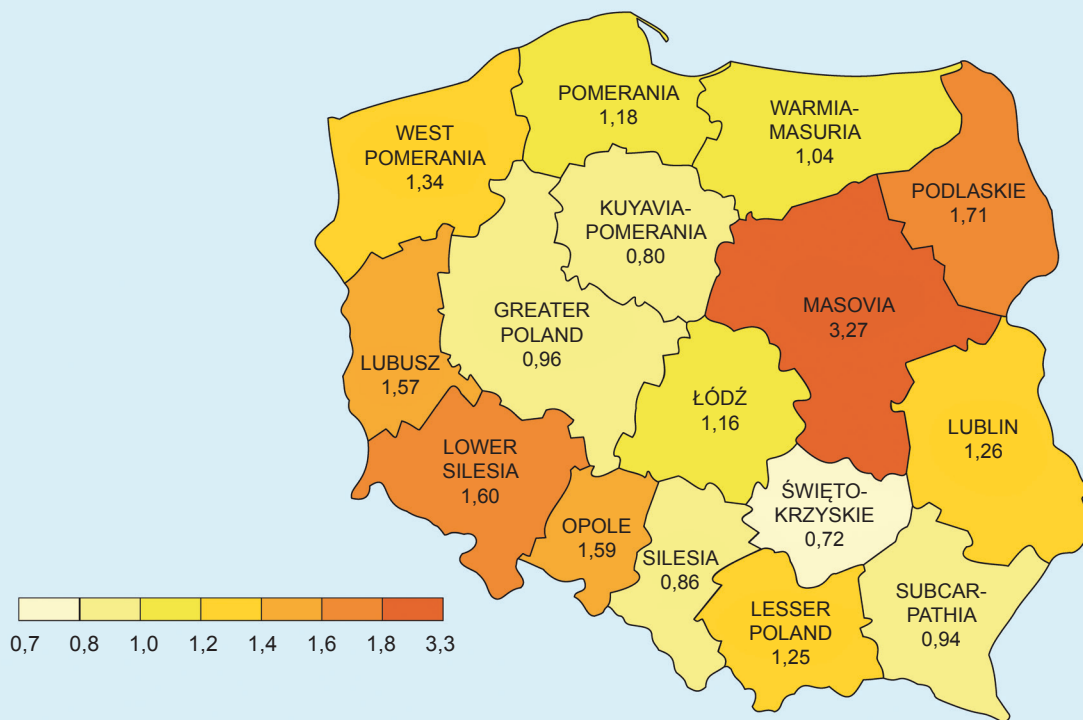 POMERANIA
1,18
WARMIA-
MASURIA
1,04
WEST
POMERANIA
1,34
PODLASKIE
1,71
KUYAVIA-
POMERANIA
0,80
MASOVIA
3,27
GREATER
POLAND
0,96
LUBUSZ
1,57
ŁÓDŹ
1,16
LUBLIN
1,26
LOWER
SILESIA
1,60
ŚWIĘTO-
KRZYSKIE
0,72
OPOLE
1,59
SILESIA
0,86
SUBCAR-
PATHIA
0,94
LESSER
POLAND
1,25
0,7 0,8 1,0 1,2 1,4 1,6 1,8 3,3